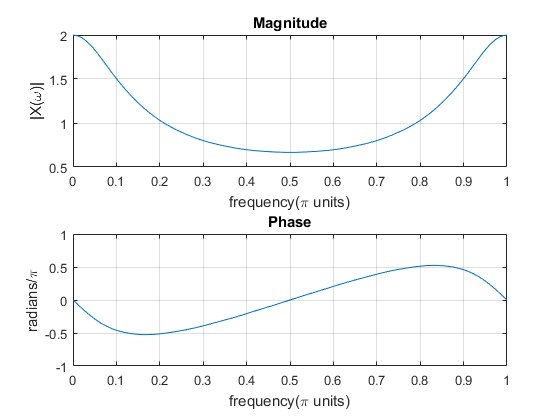 Magnitude
2
1.5
1
0.5
|X(ω)|
0 0.1 0.2 0.3 0.4 0.5 0.6 0.7 0.8 0.9 1
frequency(π units)
Phase
1
0.5
0
-0.5
-1
radians/π
0 0.1 0.2 0.3 0.4 0.5 0.6 0.7 0.8 0.9 1
frequency(π units)